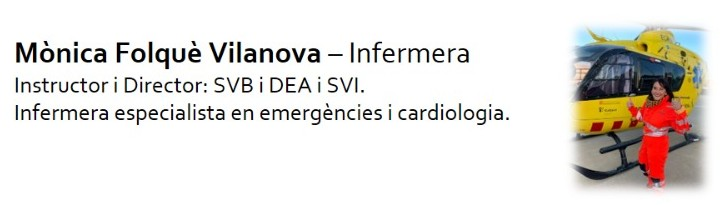 Mònica Folquè Vilanova – Infermera
Instructor i Director: SVB i DEA i SVI.
Infermera especialista en emergències i cardiologia.